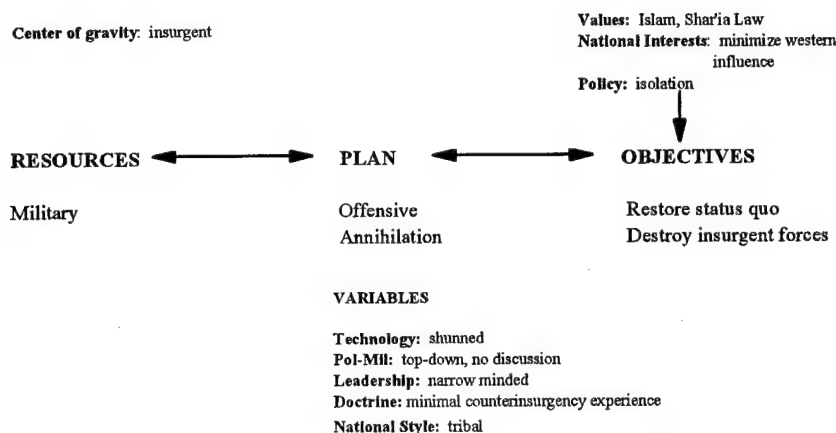 Center of gravity: insurgent
Values: Islam, Shar'ia Law
National Interests: minimize western
influence
Policy: isolation
RESOURCES
PLAN
OBJECTIVES
Military
Offensive
Annihilation
Restore status quo
Destroy insurgent forces
VARIABLES
Technology: shunned
Pol-Mil: top-down, no discussion
Leadership: narrow minded
Doctrine: minimal counterinsurgency experience
National Style: tribal